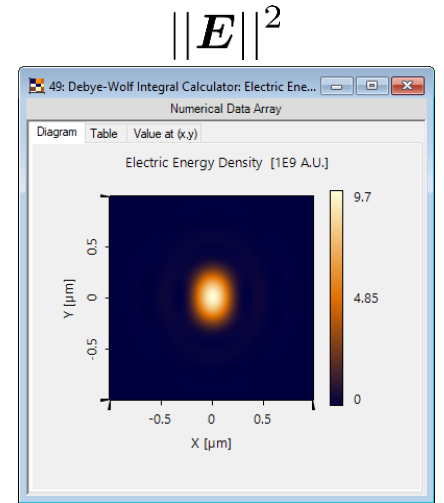 ||E||²
49: Debye-Wolf Integral Calculator: Electric Ene...
Numerical Data Array
Diagram Table Value at (x,y)
Electric Energy Density [1E9 A.U.]
9.7
0.5
Y [µm]
0
4.85
-0.5
0
-0.5 0 0.5
X [µm]